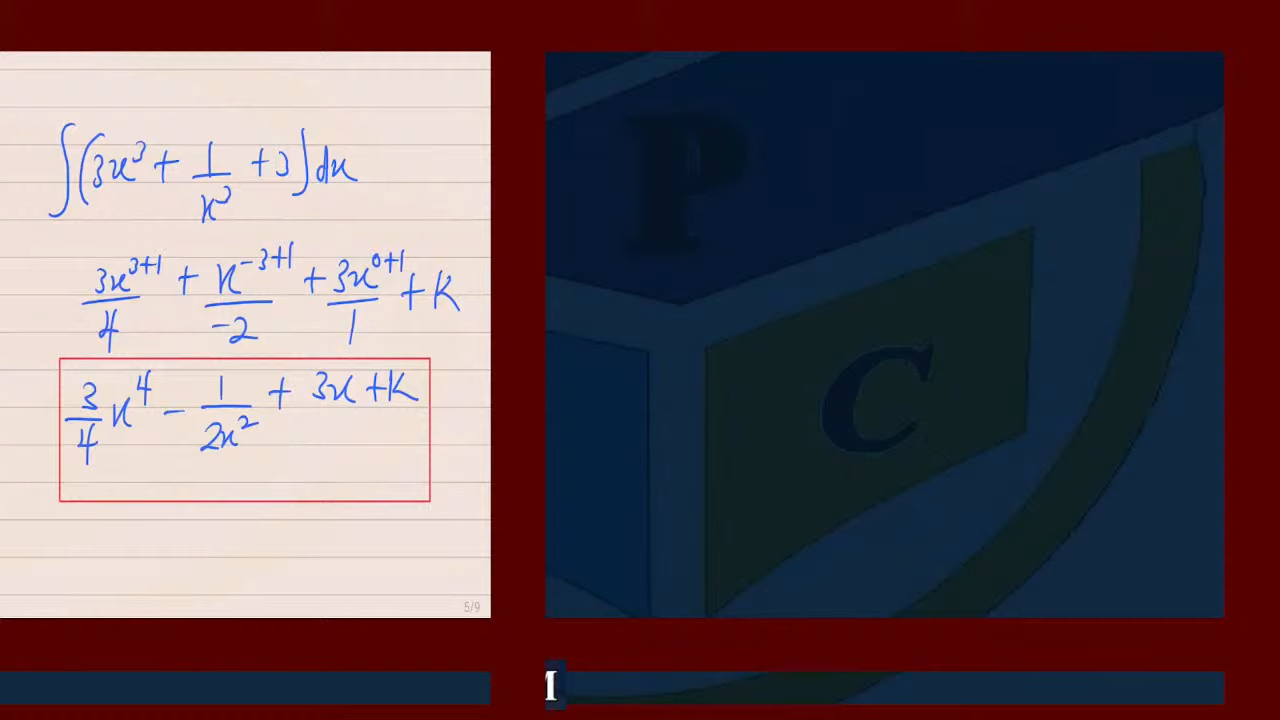 ∫(3x³ + 1/x³ + 3)dx
3x³⁺¹/4 + x⁻³⁺¹/-2 + 3x⁰⁺¹/1 + K
3/4 x⁴ - 1/2x² + 3x + K
5/9
P
C